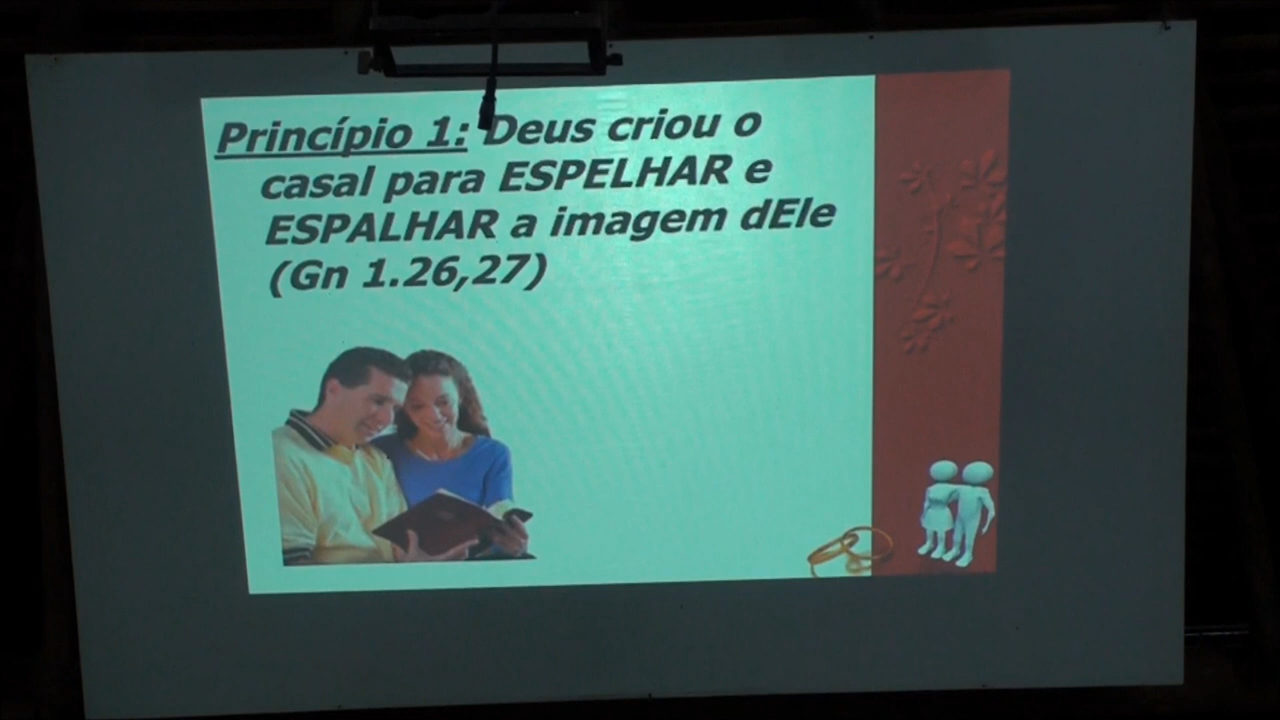 Princípio 1: Deus criou o
casal para ESPELHAR e
ESPALHAR a imagem dEle
(Gn 1.26,27)